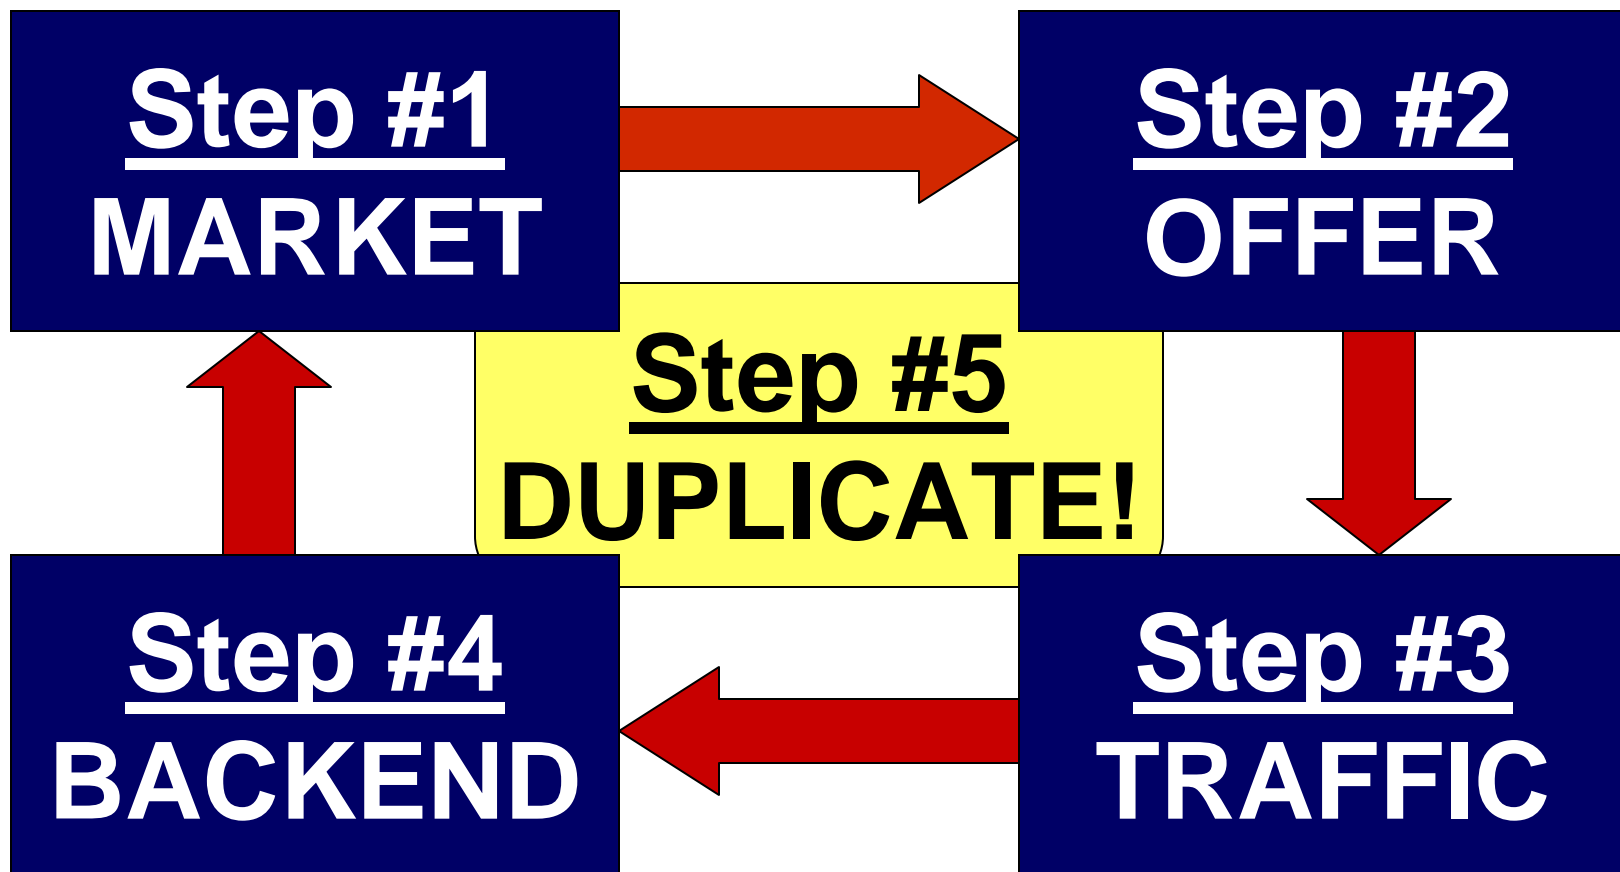 Step #1
MARKET
Step #2
OFFER
Step #5
DUPLICATE!
Step #4
BACKEND
Step #3
TRAFFIC